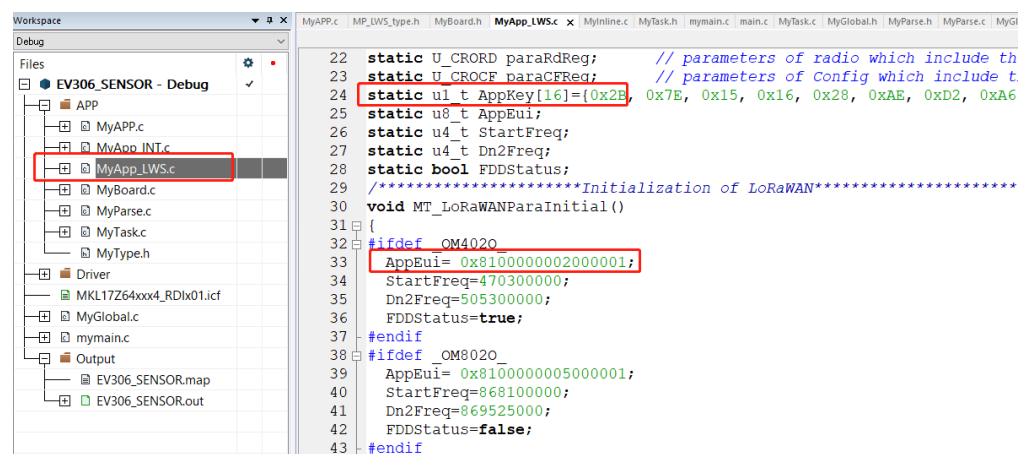 Workspace
Debug
Files
EV306_SENSOR - Debug
APP
MyAPP.c
MyApp_INT.c
MyApp_LWS.c
MyBoard.c
MyParse.c
MyTask.c
MyType.h
Driver
MKL17Z64xxx4_RDIx01.icf
MyGlobal.c
mymain.c
Output
EV306_SENSOR.map
EV306_SENSOR.out
MyAPP.c MP_LWS_type.h MyBoard.h MyApp_LWS.c x MyInline.c MyTask.h mymain.c main.c MyTask.c MyGlobal.h MyParse.h MyParse.c MyGl
22 static U_CRORD paraRdReg; // parameters of radio which include th
23 static U_CROCF paraCFReg; // parameters of Config which include t
24 static u1_t AppKey[16]={0x2B, 0x7E, 0x15, 0x16, 0x28, 0xAE, 0xD2, 0xA6
25 static u8_t AppEui;
26 static u4_t StartFreq;
27 static u4_t Dn2Freq;
28 static bool FDDStatus;
29 /**********************Initialization of LoRaWAN**********************
30 void MT_LoRaWANParaInitial()
31 {
32 #ifdef _OM402O_
33 AppEui= 0x8100000002000001;
34 StartFreq=470300000;
35 Dn2Freq=505300000;
36 FDDStatus=true;
37 #endif
38 #ifdef _OM802O_
39 AppEui= 0x8100000005000001;
40 StartFreq=868100000;
41 Dn2Freq=869525000;
42 FDDStatus=false;
43 #endif